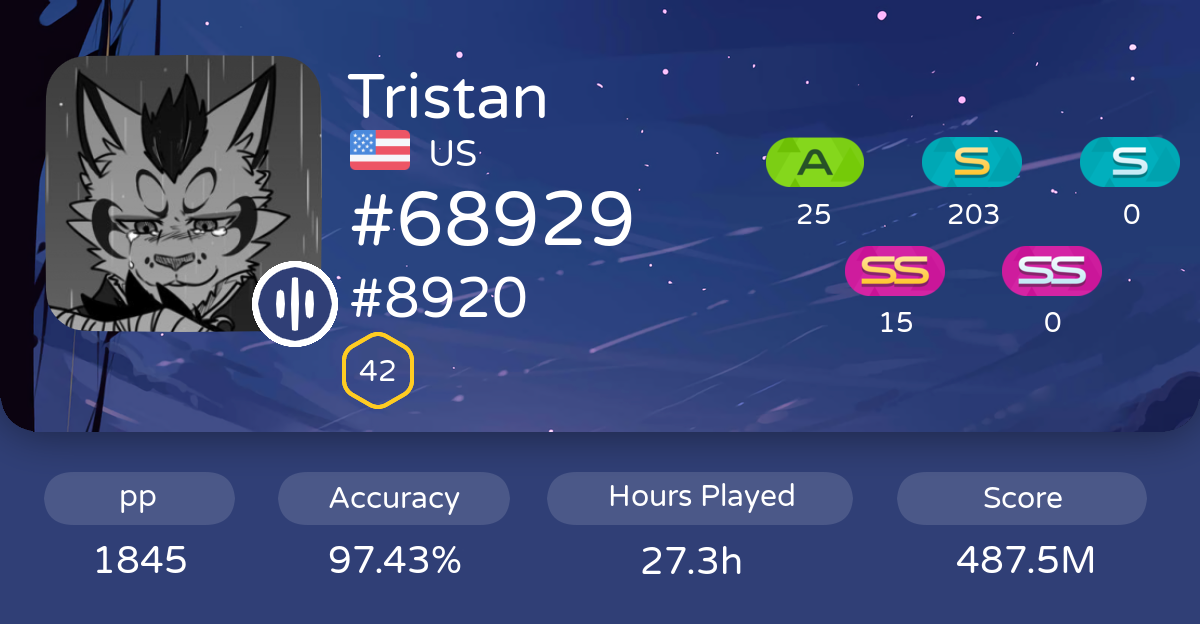 Tristan
US
#68929
#8920
42
A
S
S
25
203
0
SS
SS
15
0
pp
Accuracy
Hours Played
Score
1845
97.43%
27.3h
487.5M